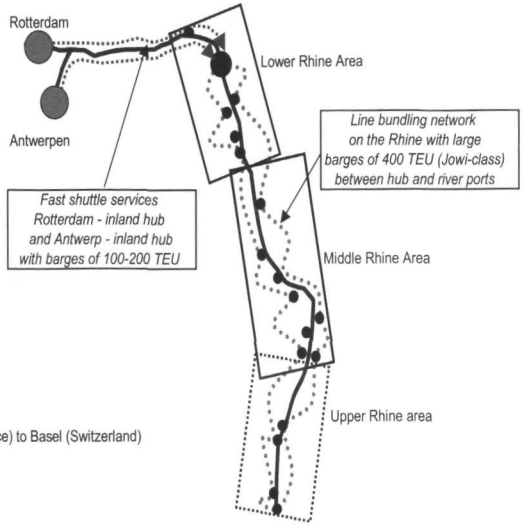 Rotterdam
Lower Rhine Area
Antwerpen
Line bundling network
on the Rhine with large
barges of 400 TEU (Jowi-class)
between hub and river ports
Fast shuttle services
Rotterdam - inland hub
and Antwerp - inland hub
with barges of 100-200 TEU
Middle Rhine Area
Upper Rhine area
ce) to Basel (Switzerland)